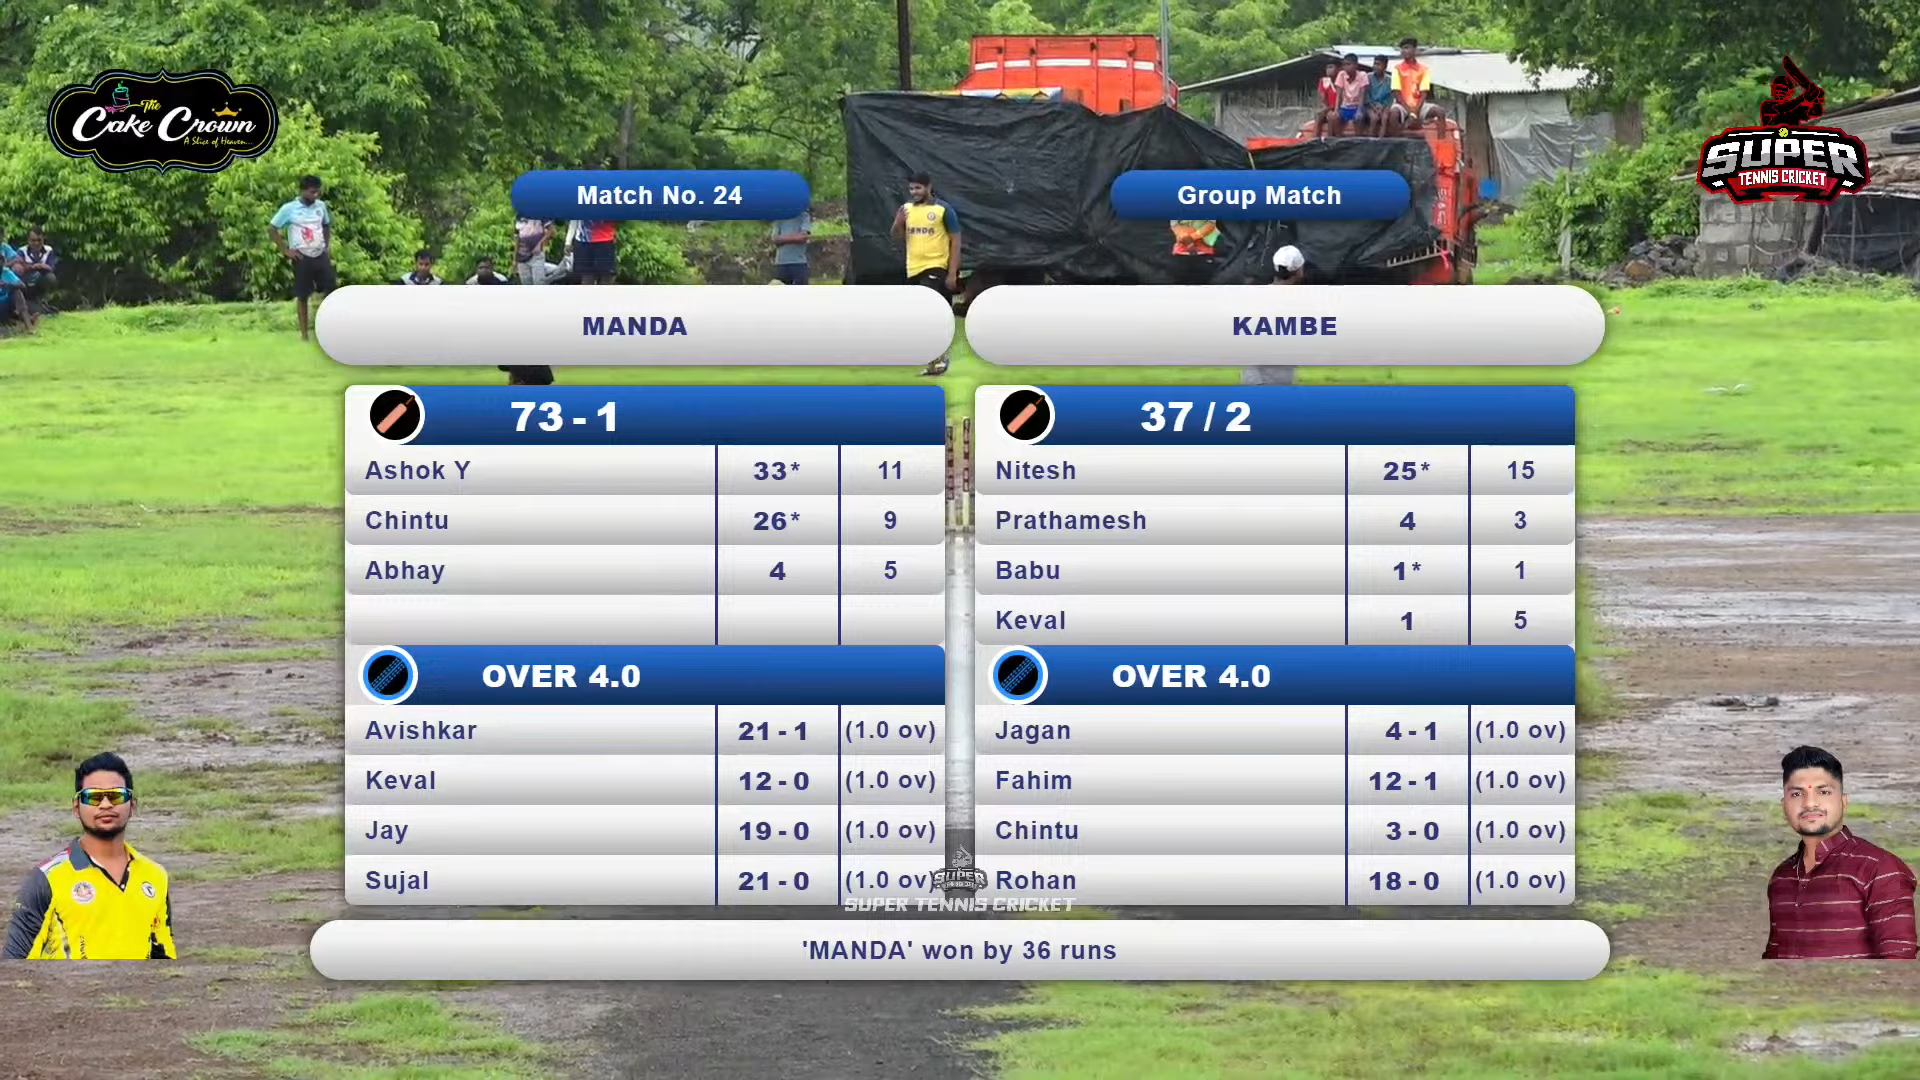 The
Cake Crown
A Slice of Heaven...
SUPER
TENNIS CRICKET
Match No. 24
Group Match
MANDA
KAMBE
73 - 1
Ashok Y 33* 11
Chintu 26* 9
Abhay 4 5
37 / 2
Nitesh 25* 15
Prathamesh 4 3
Babu 1* 1
Keval 1 5
OVER 4.0
Avishkar 21 - 1 (1.0 ov)
Keval 12 - 0 (1.0 ov)
Jay 19 - 0 (1.0 ov)
Sujal 21 - 0 (1.0 ov)
OVER 4.0
Jagan 4 - 1 (1.0 ov)
Fahim 12 - 1 (1.0 ov)
Chintu 3 - 0 (1.0 ov)
Rohan 18 - 0 (1.0 ov)
SUPER
SUPER TENNIS CRICKET
'MANDA' won by 36 runs